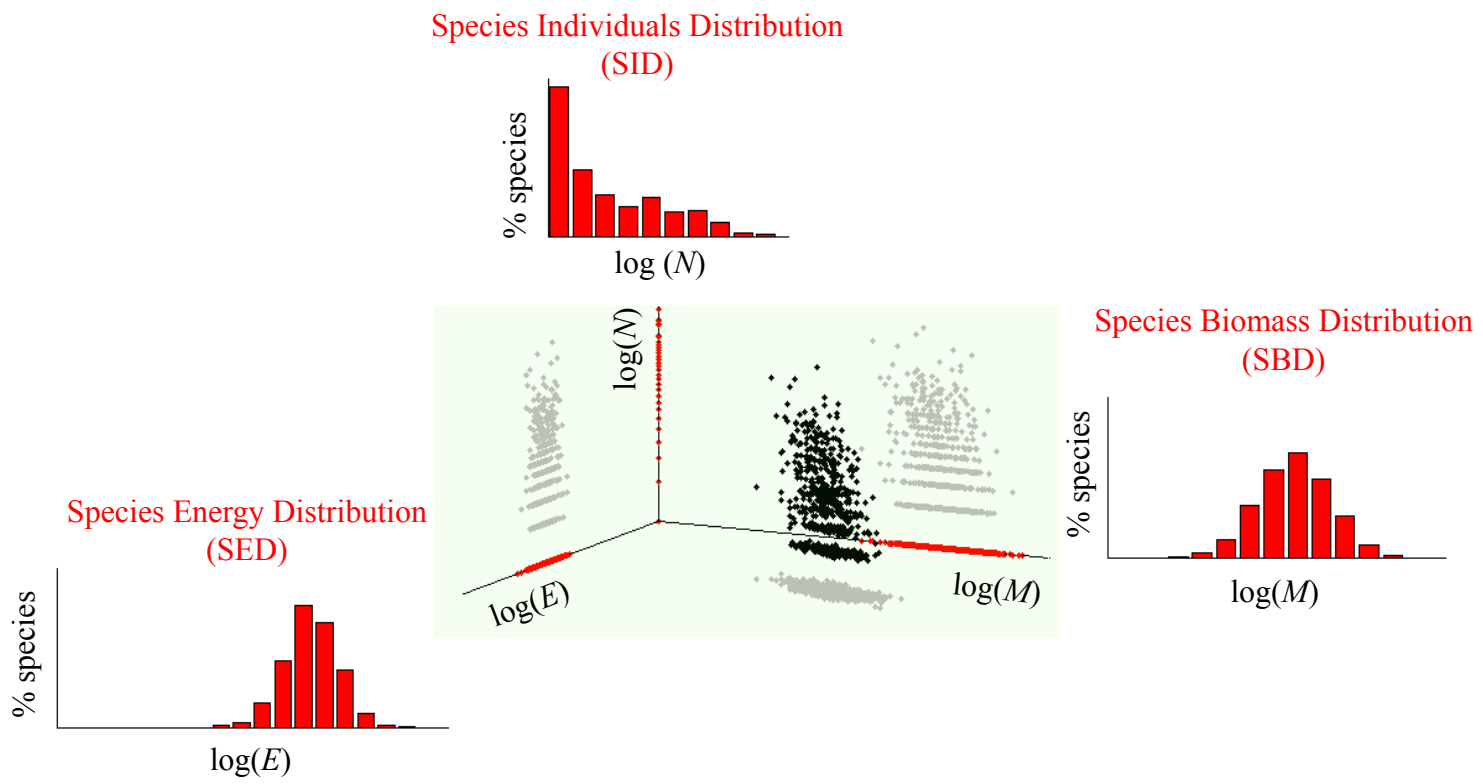 Species Individuals Distribution
(SID)
% species
log (N)
log(N)
log(E)
log(M)
Species Biomass Distribution
(SBD)
% species
log(M)
Species Energy Distribution
(SED)
% species
log(E)